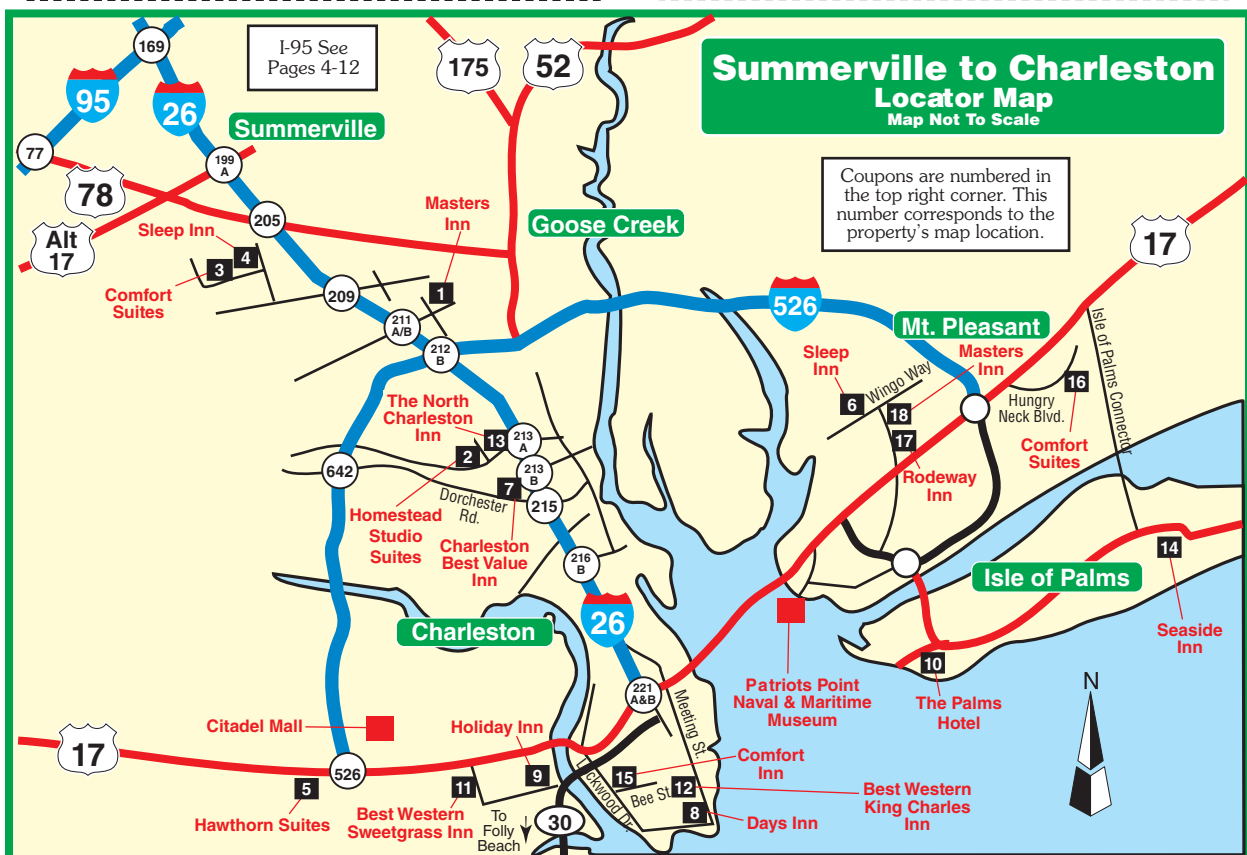 Summerville to Charleston
Locator Map
Map Not To Scale
I-95 See
Pages 4-12
Coupons are numbered in
the top right corner. This
number corresponds to the
property's map location.
169
95
26
175
52
Summerville
77
199
A
78
205
Alt
17
Sleep Inn
4
3
Comfort
Suites
209
Masters
Inn
1
211
A/B
212
B
Goose Creek
526
17
Mt. Pleasant
Sleep
Inn
6
Wingo Way
Masters
Inn
18
17
Rodeway
Inn
Hungry
Neck Blvd.
16
Comfort
Suites
Isle of Palms Connector
The North
Charleston
Inn
13
213
A
2
213
B
642
7
215
Dorchester
Rd.
Homestead
Studio
Suites
Charleston
Best Value
Inn
216
B
26
Charleston
Isle of Palms
14
Seaside
Inn
10
The Palms
Hotel
Patriots Point
Naval & Maritime
Museum
N
221
A&B
Meeting St.
Citadel Mall
17
526
5
Hawthorn Suites
Holiday Inn
9
11
Best Western
Sweetgrass Inn
To
Folly
Beach
30
Lockwood Dr.
15
Bee St.
Comfort
Inn
12
Best Western
King Charles
Inn
8
Days Inn